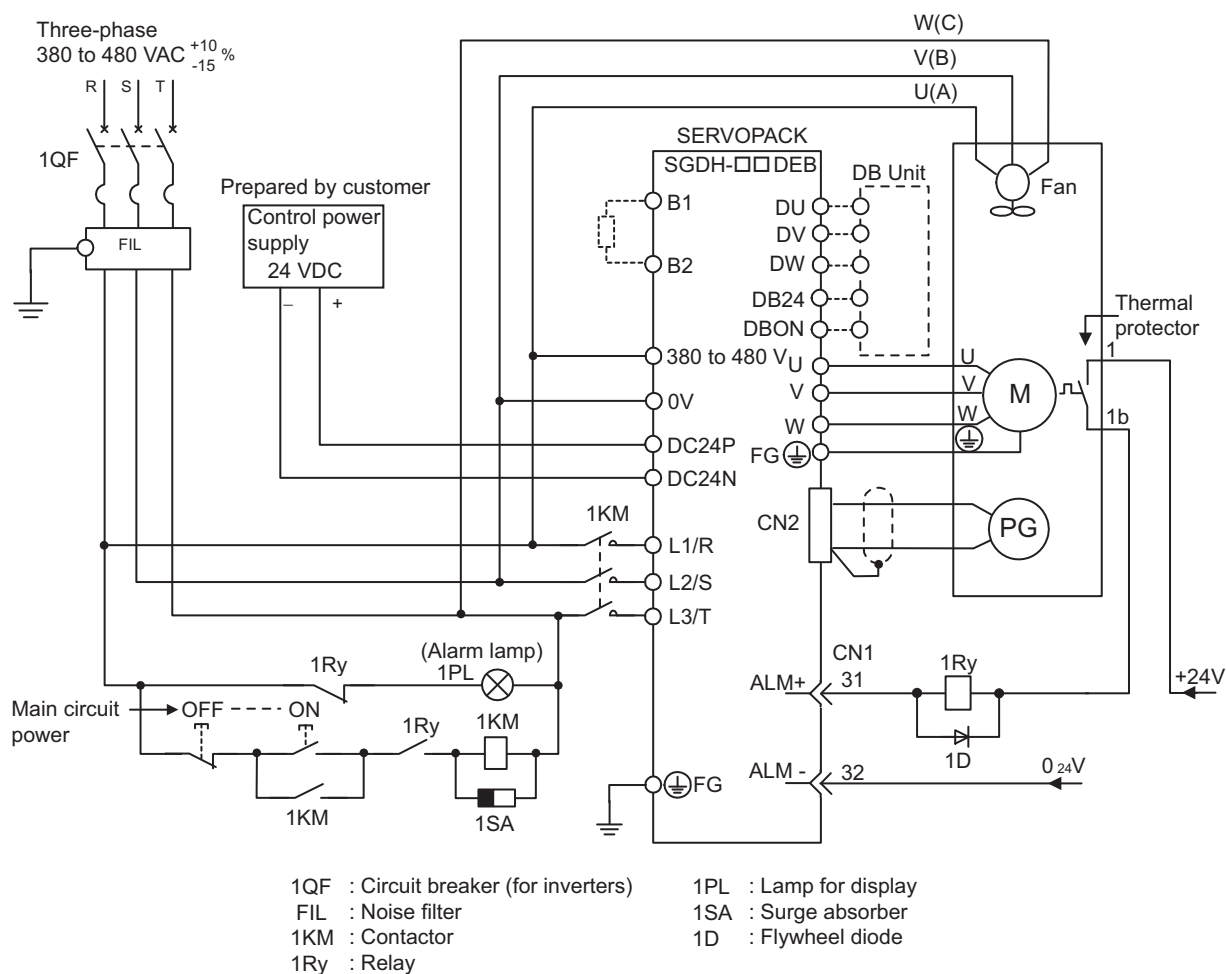 Three-phase
380 to 480 VAC +10 -15 %
R S T
1QF
FIL
Prepared by customer
Control power
supply
24 VDC
– +
W(C)
V(B)
U(A)
SERVOPACK
SGDH-□□DEB
DB Unit
Fan
B1
B2
DU
DV
DW
DB24
DBON
Thermal
protector
380 to 480 V
0V
DC24P
DC24N
U
V
W
FG
U
V
W
M
1
1b
CN2
PG
1KM
L1/R
L2/S
L3/T
(Alarm lamp)
1Ry
1PL
Main circuit
power
OFF
ON
1Ry
1KM
1KM
1SA
FG
CN1
ALM+
31
1Ry
+24V
1D
ALM -
32
0 24V
1QF : Circuit breaker (for inverters)
FIL : Noise filter
1KM : Contactor
1Ry : Relay
1PL : Lamp for display
1SA : Surge absorber
1D : Flywheel diode